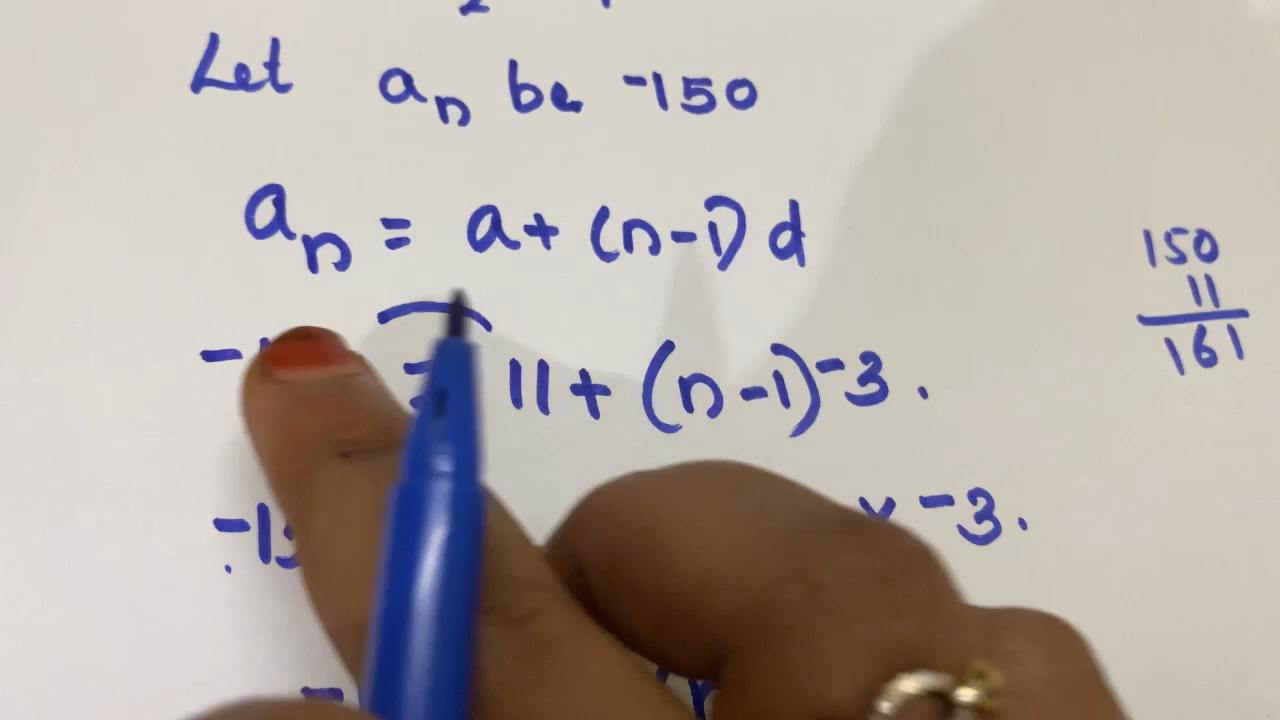 Let aₙ be -150
aₙ = a + (n-1) d
= 11 + (n-1) -3.
-3.
150
11
161